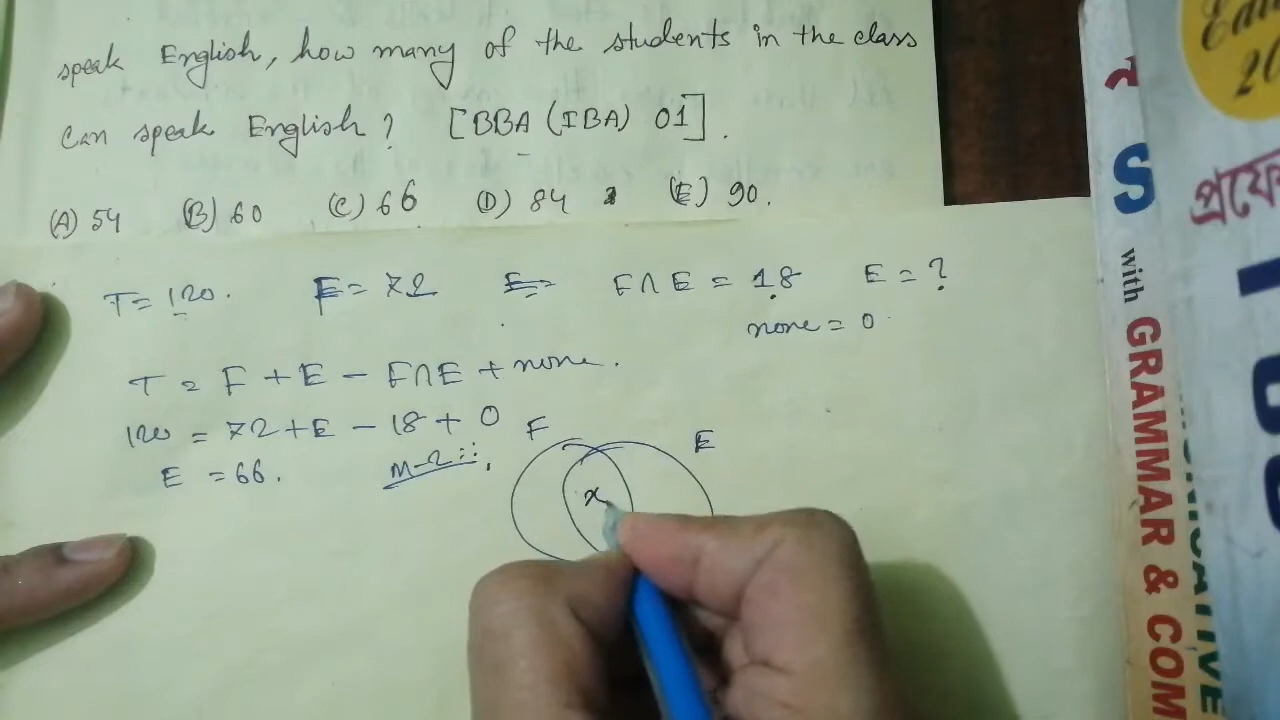 speak English, how many of the students in the class
can speak English? [BBA (IBA) 01].
(A) 54 (B) 60 (C) 66 (D) 84 (E) 90.
T = 120. F = 72 F∩E = 18 E = ?
none = 0
T = F + E - F∩E + none.
120 = 72 + E - 18 + 0
E = 66. M-2::.
F E
x
S with GRAMMAR & COM